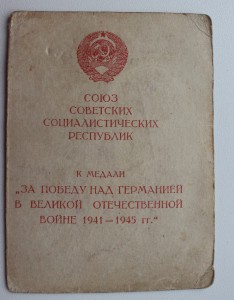 СОЮЗ
СОВЕТСКИХ
СОЦИАЛИСТИЧЕСКИХ
РЕСПУБЛИК
К МЕДАЛИ
„ЗА ПОБЕДУ НАД ГЕРМАНИЕЙ
В ВЕЛИКОЙ ОТЕЧЕСТВЕННОЙ
ВОЙНЕ 1941—1945 гг.“